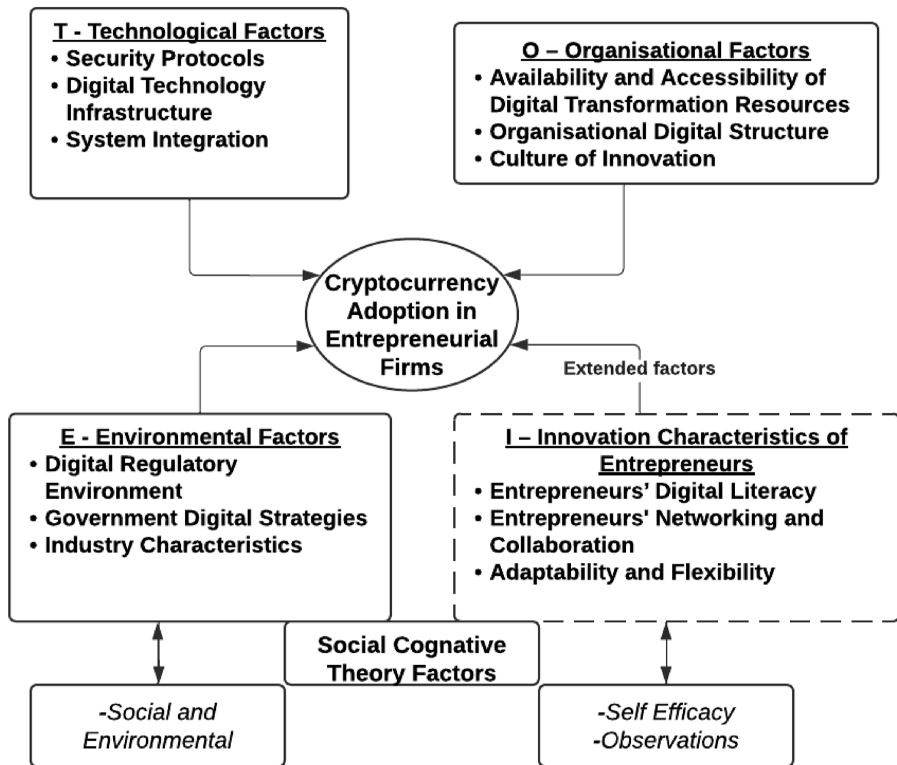 T - Technological Factors
• Security Protocols
• Digital Technology
Infrastructure
• System Integration
O – Organisational Factors
• Availability and Accessibility of
Digital Transformation Resources
• Organisational Digital Structure
• Culture of Innovation
Cryptocurrency
Adoption in
Entrepreneurial
Firms
Extended factors
E - Environmental Factors
• Digital Regulatory
Environment
• Government Digital Strategies
• Industry Characteristics
I – Innovation Characteristics of
Entrepreneurs
• Entrepreneurs’ Digital Literacy
• Entrepreneurs' Networking and
Collaboration
• Adaptability and Flexibility
Social Cognitive
Theory Factors
-Social and
Environmental
-Self Efficacy
-Observations